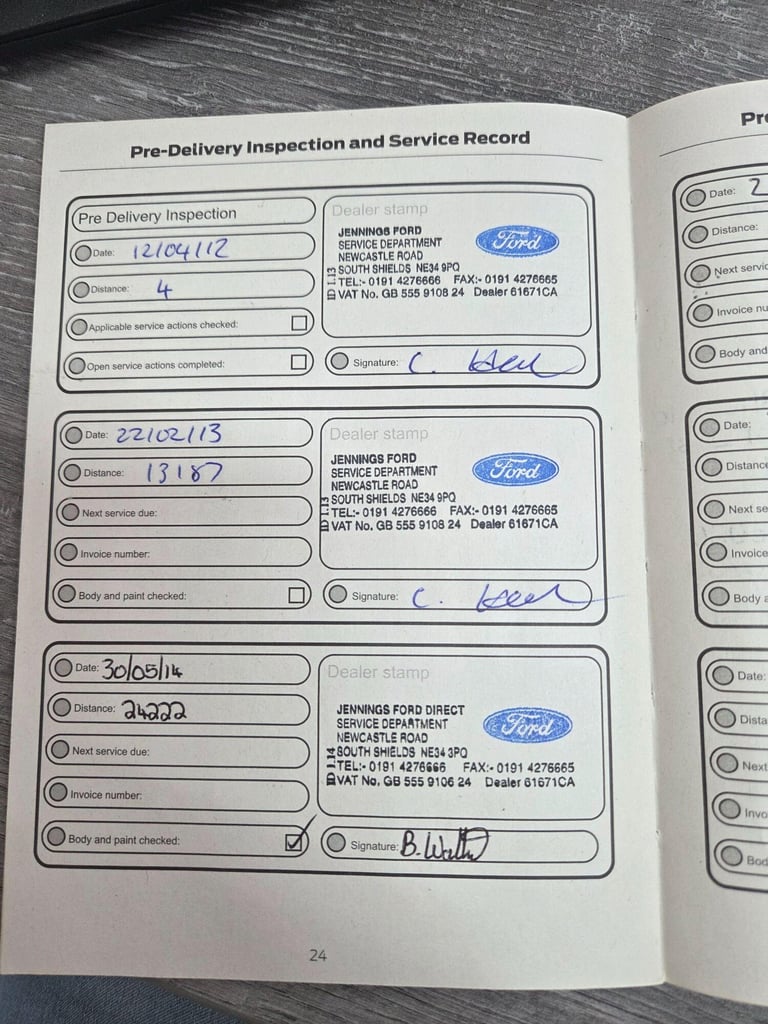 Pre-Delivery Inspection and Service Record
Pre Delivery Inspection
Date: 12/04/12
Distance: 4
Applicable service actions checked:
Open service actions completed:
Dealer stamp
JENNINGS FORD
SERVICE DEPARTMENT
NEWCASTLE ROAD
SOUTH SHIELDS NE34 9PQ
TEL:- 0191 4276666 FAX:- 0191 4276665
VAT No. GB 555 9108 24 Dealer 61671CA
Ford
Signature: C.
Date: 22/02/13
Distance: 13187
Next service due:
Invoice number:
Body and paint checked:
Dealer stamp
JENNINGS FORD
SERVICE DEPARTMENT
NEWCASTLE ROAD
SOUTH SHIELDS NE34 9PQ
TEL:- 0191 4276666 FAX:- 0191 4276665
VAT No. GB 555 9108 24 Dealer 61671CA
Ford
Signature: C.
Date: 30/05/14
Distance: 24222
Next service due:
Invoice number:
Body and paint checked:
Dealer stamp
JENNINGS FORD DIRECT
SERVICE DEPARTMENT
NEWCASTLE ROAD
SOUTH SHIELDS NE34 3PQ
TEL:- 0191 4276666 FAX:- 0191 4276665
VAT No. GB 555 9106 24 Dealer 61671CA
Ford
Signature: B.
24
Pre
Date: 2
Distance:
Next servic
Invoice nu
Body and
Date:
Distance
Next se
Invoice
Body a
Date:
Dista
Next
Invo
Bod